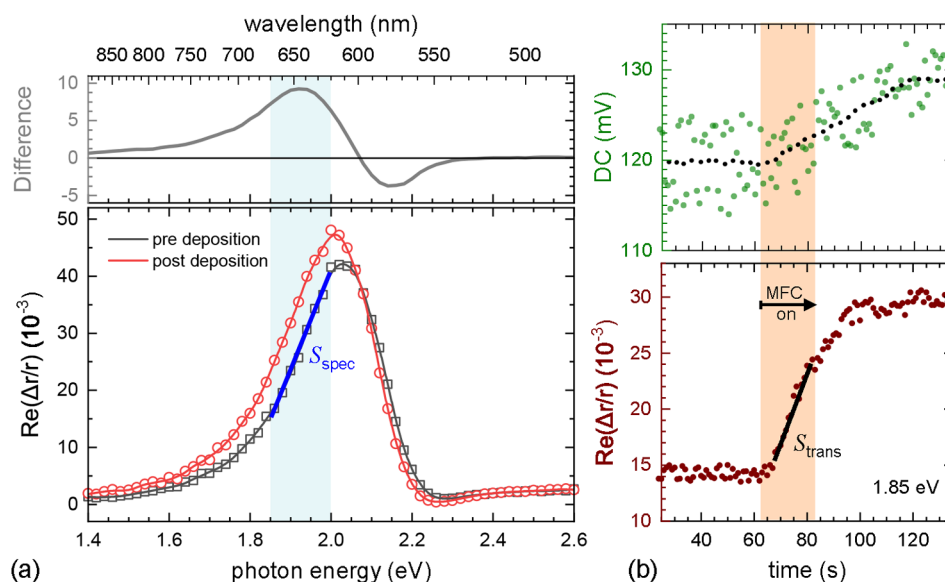 wavelength (nm)
850 800 750 700 650 600 550 500
10
5
0
-5
Difference
50
40
30
20
10
0
Re(Δr/r) (10⁻³)
pre deposition
post deposition
S_spec
1.4 1.6 1.8 2.0 2.2 2.4 2.6
photon energy (eV)
(a)
130
120
110
DC (mV)
30
25
20
15
10
Re(Δr/r) (10⁻³)
MFC
on
S_trans
1.85 eV
40 60 80 100 120
time (s)
(b)